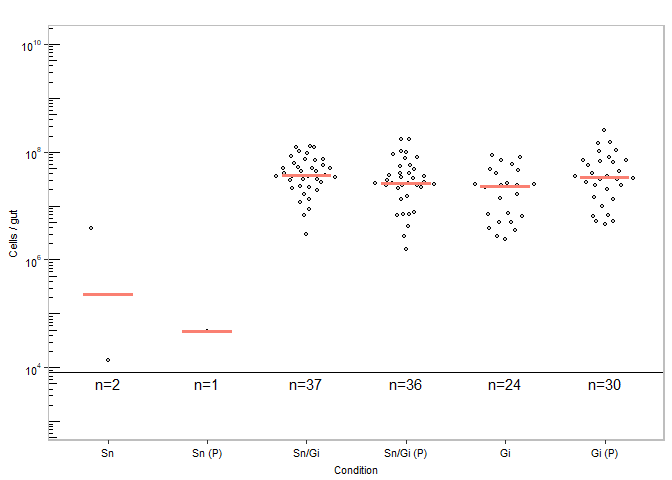 10^10
10^8
10^6
10^4
Cells / gut
n=2 n=1 n=37 n=36 n=24 n=30
Sn Sn (P) Sn/Gi Sn/Gi (P) Gi Gi (P)
Condition